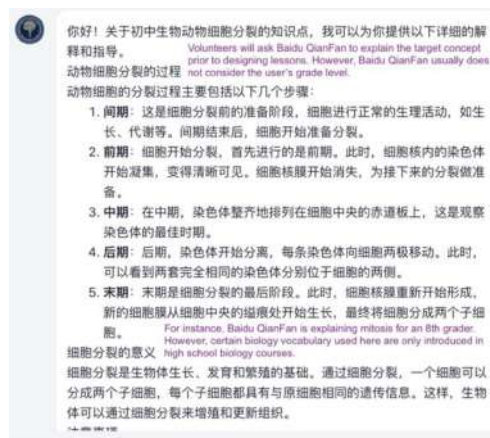 你好！关于初中生物动物细胞分裂的知识点，我可以为你提供以下详细的解
释和指导。
Volunteers will ask Baidu QianFan to explain the target concept
prior to designing lessons. However, Baidu QianFan usually does
not consider the user's grade level.
动物细胞分裂的过程
动物细胞的分裂过程主要包括以下几个步骤：
1. 间期：这是细胞分裂前的准备阶段，细胞进行正常的生理活动，如生
长、代谢等。间期结束后，细胞开始准备分裂。
2. 前期：细胞开始分裂，首先进行的是前期。此时，细胞核内的染色体
开始凝集，变得清晰可见。细胞核膜开始消失，为接下来的分裂做准
备。
3. 中期：在中期，染色体整齐地排列在细胞中央的赤道板上，这是观察
染色体的最佳时期。
4. 后期：后期，染色体开始分离，每条染色体向细胞两极移动。此时，
可以看到两套完全相同的染色体分别位于细胞的两侧。
5. 末期：末期是细胞分裂的最后阶段。此时，细胞核膜重新开始形成，
新的细胞膜从细胞中央的缢痕处开始生长，最终将细胞分成两个子细
胞。
For instance, Baidu QianFan is explaining mitosis for an 8th grader.
However, certain biology vocabulary used here are only introduced in
high school biology courses.
细胞分裂的意义
细胞分裂是生物体生长、发育和繁殖的基础。通过细胞分裂，一个细胞可以
分成两个子细胞，每个子细胞都具有与原细胞相同的遗传信息。这样，生物
体可以通过细胞分裂来增殖和更新组织。